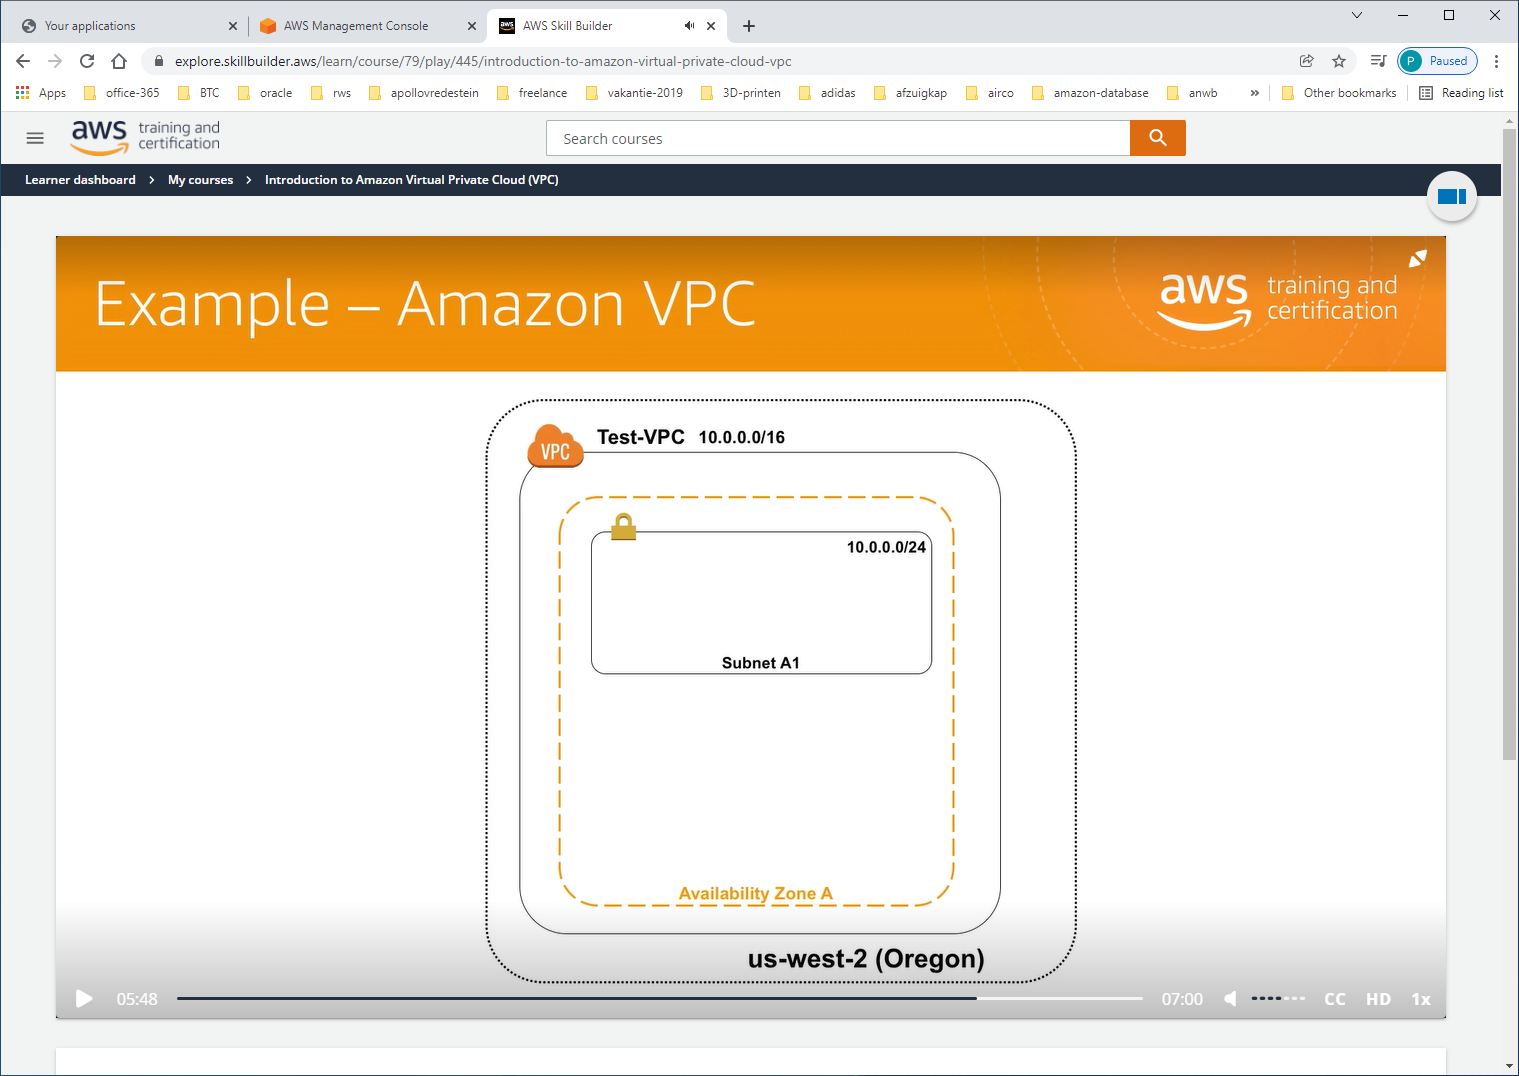 Your applications
AWS Management Console
aws
AWS Skill Builder
explore.skillbuilder.aws/learn/course/79/play/445/introduction-to-amazon-virtual-private-cloud-vpc
P
Paused
Apps
office-365
BTC
oracle
rws
apollovredestein
freelance
vakantie-2019
3D-printen
adidas
afzuigkap
airco
amazon-database
anwb
»
Other bookmarks
Reading list
aws training and certification
Search courses
Learner dashboard > My courses > Introduction to Amazon Virtual Private Cloud (VPC)
Example – Amazon VPC
aws training and certification
VPC
Test-VPC 10.0.0.0/16
10.0.0.0/24
Subnet A1
Availability Zone A
us-west-2 (Oregon)
05:48
07:00
CC
HD
1x